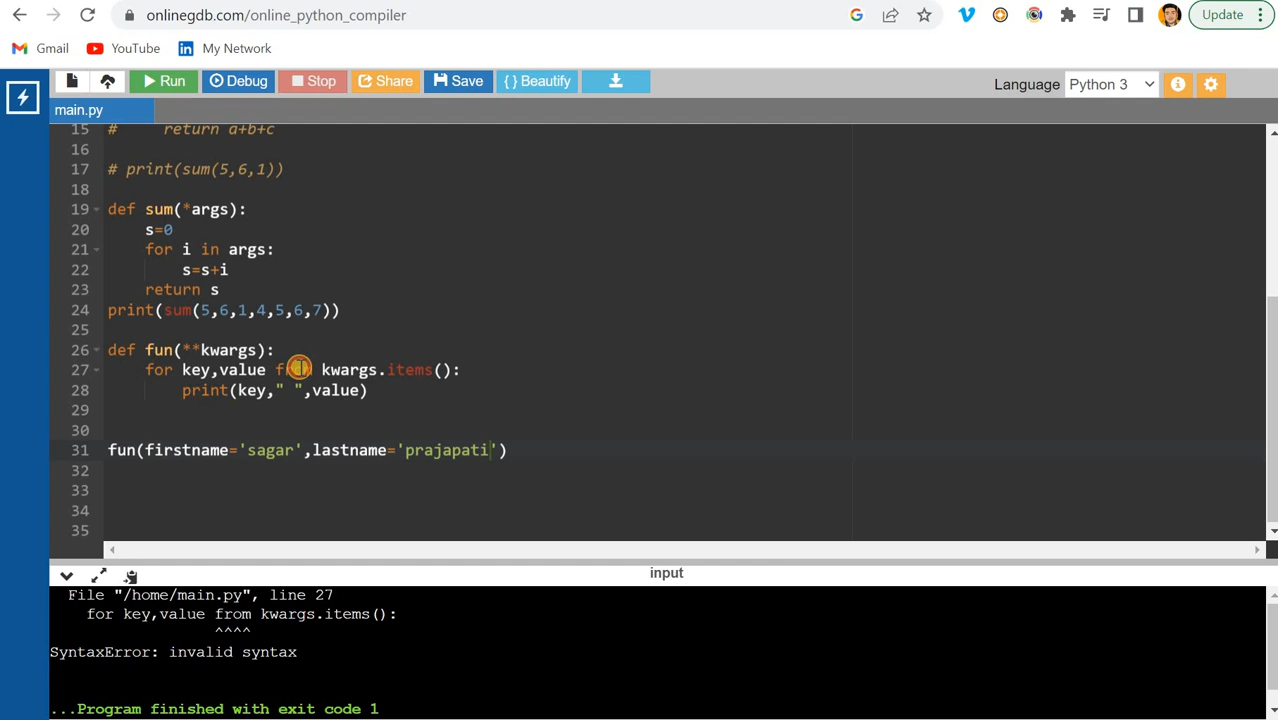 onlinegdb.com/online_python_compiler
Update
Gmail
YouTube
My Network
Run
Debug
Stop
Share
Save
{ } Beautify
Language
Python 3
main.py
15 #     return a+b+c
16
17 # print(sum(5,6,1))
18
19 def sum(*args):
20     s=0
21     for i in args:
22         s=s+i
23     return s
24 print(sum(5,6,1,4,5,6,7))
25
26 def fun(**kwargs):
27     for key,value kwargs.items():
28         print(key," ",value)
29
30
31 fun(firstname='sagar',lastname='prajapati')
32
33
34
35
input
File "/home/main.py", line 27
for key,value from kwargs.items():
^^^^
SyntaxError: invalid syntax
...Program finished with exit code 1